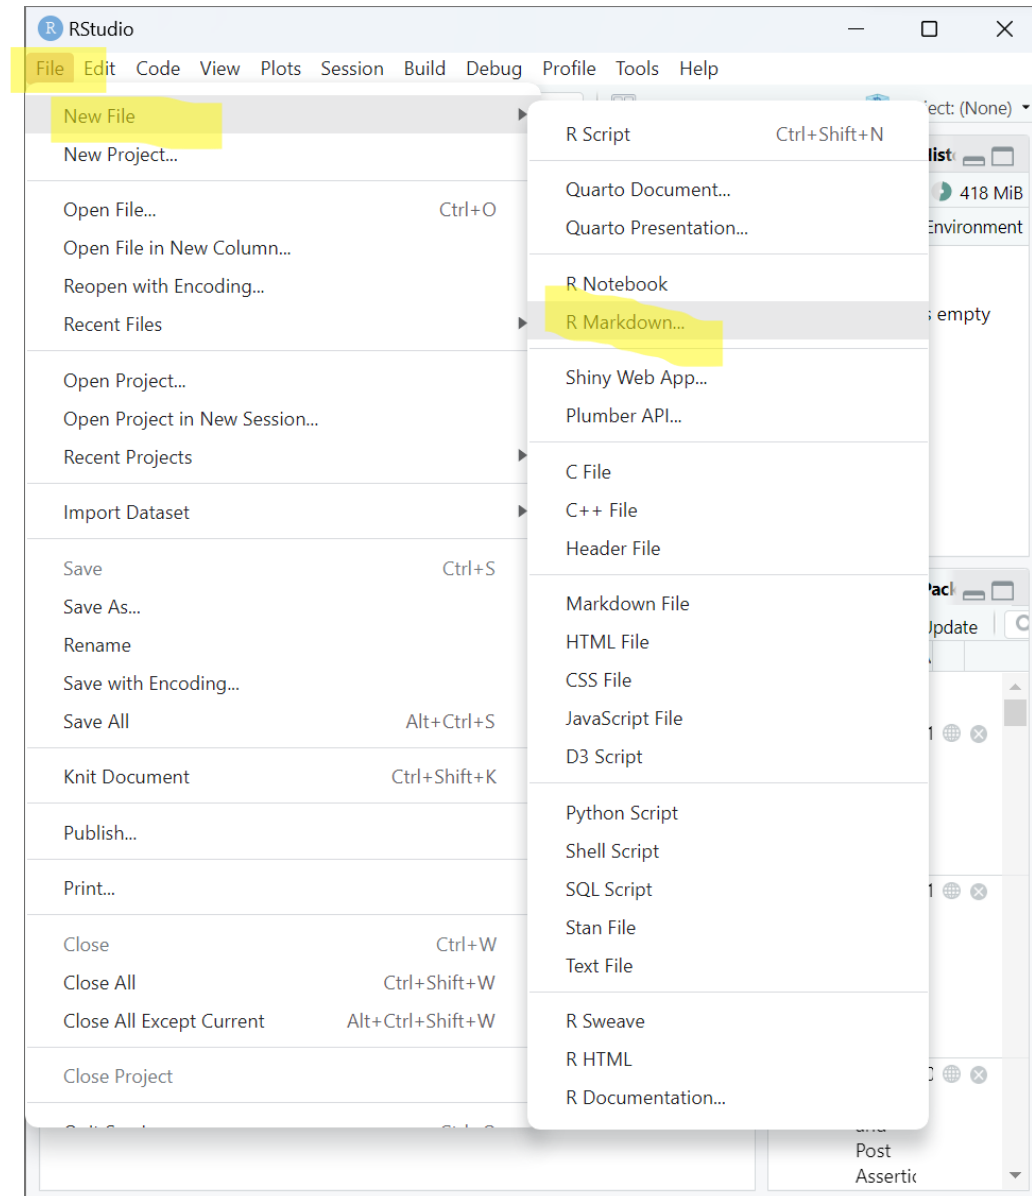 RStudio
File Edit Code View Plots Session Build Debug Profile Tools Help
New File
New Project...
Open File... Ctrl+O
Open File in New Column...
Reopen with Encoding...
Recent Files
Open Project...
Open Project in New Session...
Recent Projects
Import Dataset
Save Ctrl+S
Save As...
Rename
Save with Encoding...
Save All Alt+Ctrl+S
Knit Document Ctrl+Shift+K
Publish...
Print...
Close Ctrl+W
Close All Ctrl+Shift+W
Close All Except Current Alt+Ctrl+Shift+W
Close Project
R Script Ctrl+Shift+N
Quarto Document...
Quarto Presentation...
R Notebook
R Markdown...
Shiny Web App...
Plumber API...
C File
C++ File
Header File
Markdown File
HTML File
CSS File
JavaScript File
D3 Script
Python Script
Shell Script
SQL Script
Stan File
Text File
R Sweave
R HTML
R Documentation...
ect: (None)
418 MiB
Environment
empty
Post